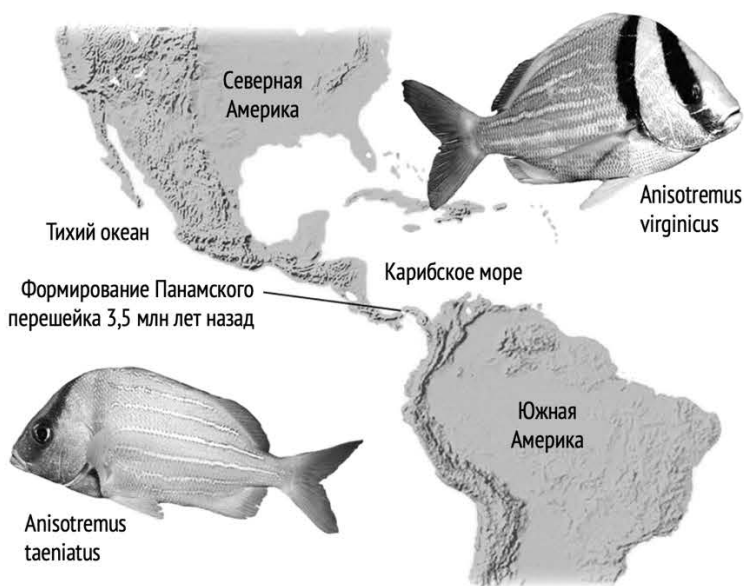 Северная
Америка
Anisotremus
virginicus
Тихий океан
Карибское море
Формирование Панамского
перешейка 3,5 млн лет назад
Южная
Америка
Anisotremus
taeniatus